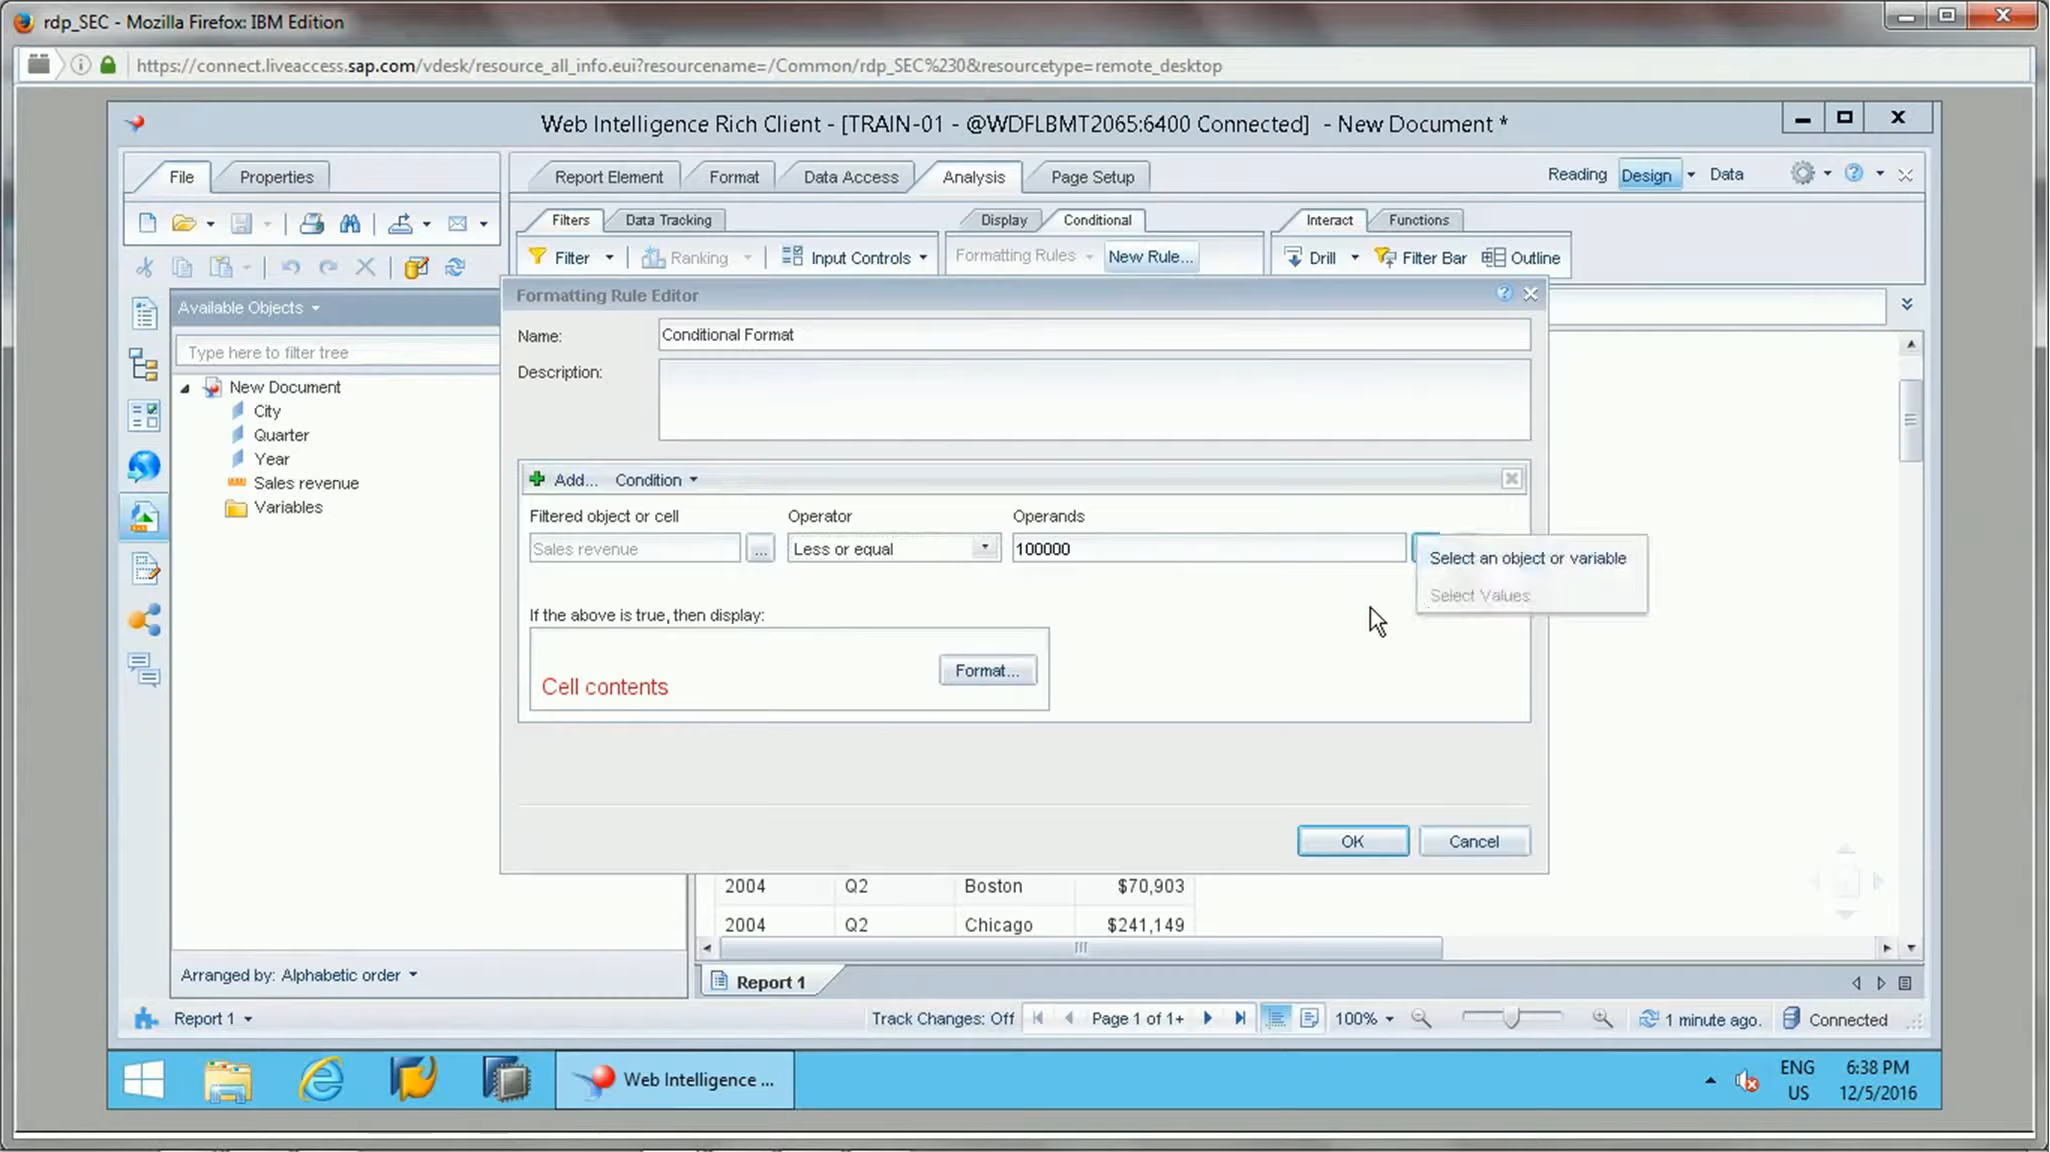 rdp_SEC - Mozilla Firefox: IBM Edition
https://connect.liveaccess.sap.com/vdesk/resource_all_info.eui?resourcename=/Common/rdp_SEC%230&resourcetype=remote_desktop
Web Intelligence Rich Client - [TRAIN-01 - @WDFLBMT2065:6400 Connected] - New Document *
File Properties Report Element Format Data Access Analysis Page Setup Reading Design Data
Filters Data Tracking Display Conditional Interact Functions
Filter Ranking Input Controls Formatting Rules New Rule... Drill Filter Bar Outline
Available Objects
Type here to filter tree
New Document
City
Quarter
Year
Sales revenue
Variables
Formatting Rule Editor
Name: Conditional Format
Description:
Add... Condition
Filtered object or cell Operator Operands
Sales revenue ... Less or equal 100000
Select an object or variable
Select Values
If the above is true, then display:
Cell contents
Format...
OK Cancel
2004 Q2 Boston $70,903
2004 Q2 Chicago $241,149
Arranged by: Alphabetic order
Report 1
Report 1 Track Changes: Off Page 1 of 1+ 100% 1 minute ago. Connected
Web Intelligence ...
ENG 6:38 PM
US 12/5/2016